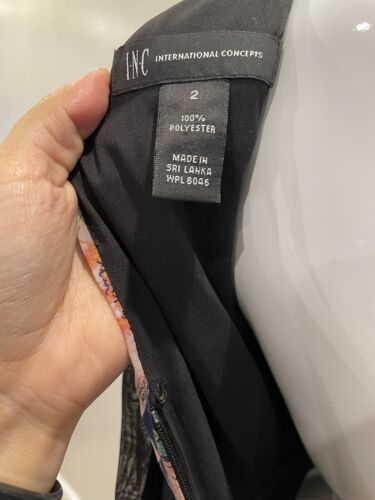 I·N·C INTERNATIONAL CONCEPTS
2
100%
POLYESTER
MADE IN
SRI LANKA
WPL 8046